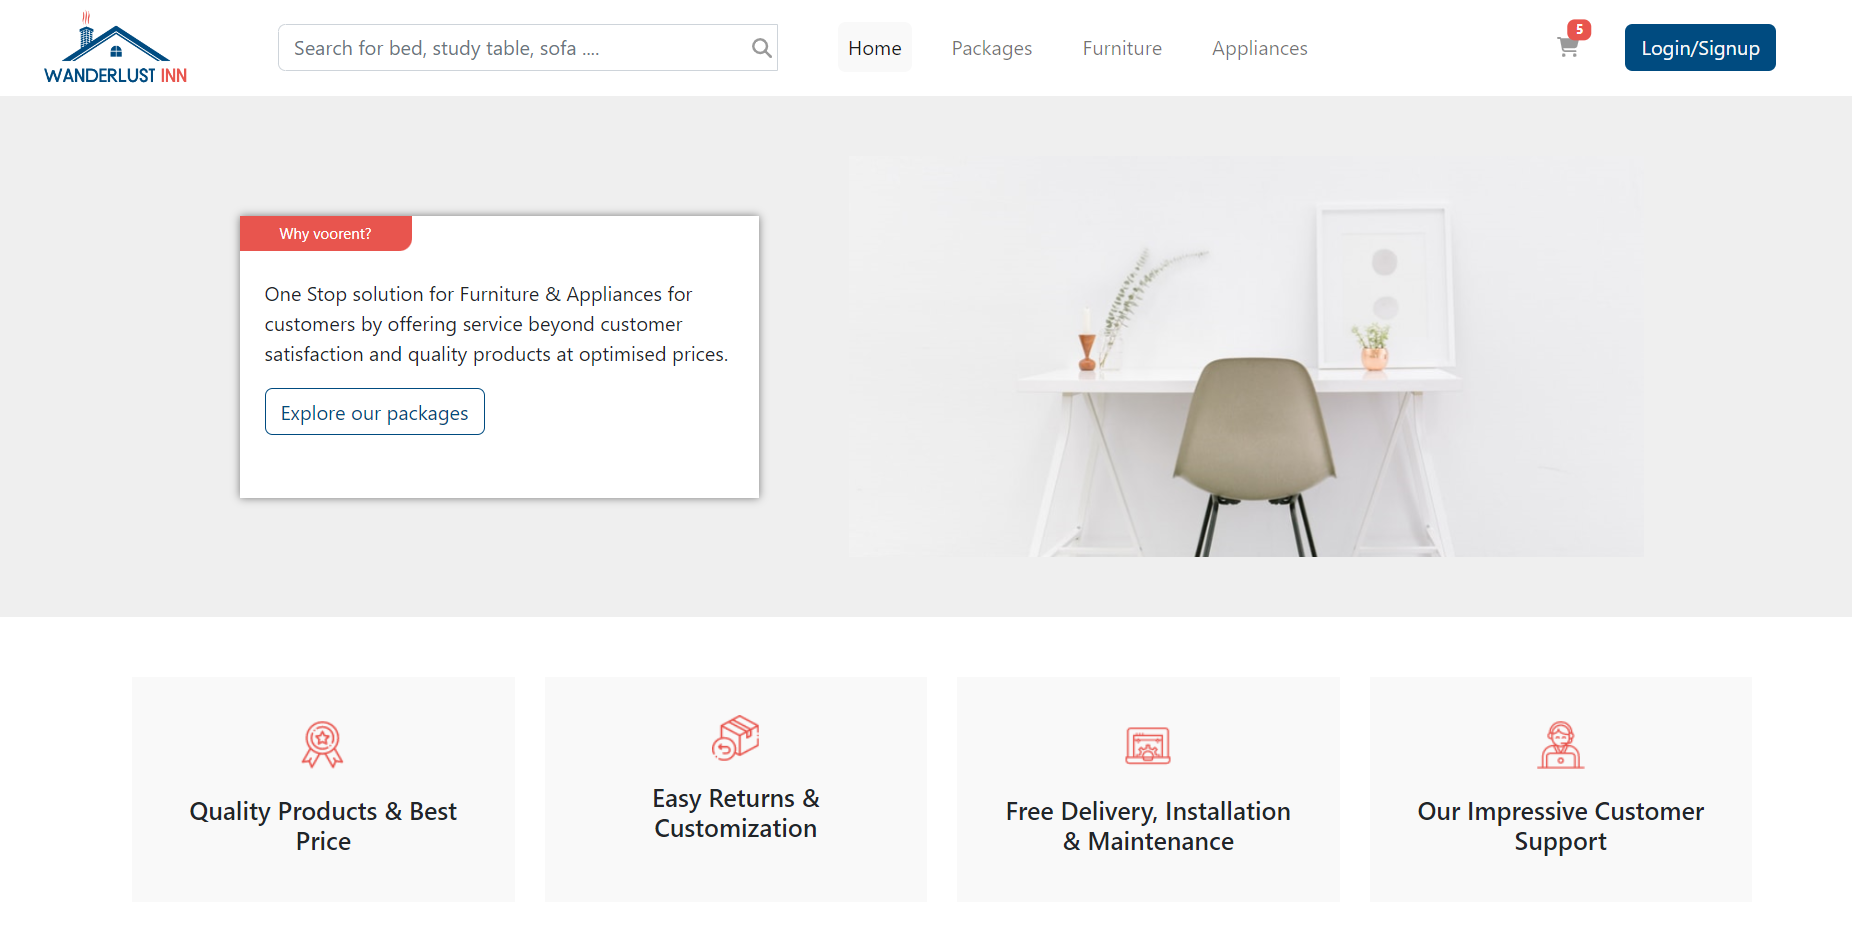 WANDERLUST INN
Search for bed, study table, sofa ....
Home
Packages
Furniture
Appliances
5
Login/Signup
Why voorent?
One Stop solution for Furniture & Appliances for
customers by offering service beyond customer
satisfaction and quality products at optimised prices.
Explore our packages
Quality Products & Best
Price
Easy Returns &
Customization
Free Delivery, Installation
& Maintenance
Our Impressive Customer
Support